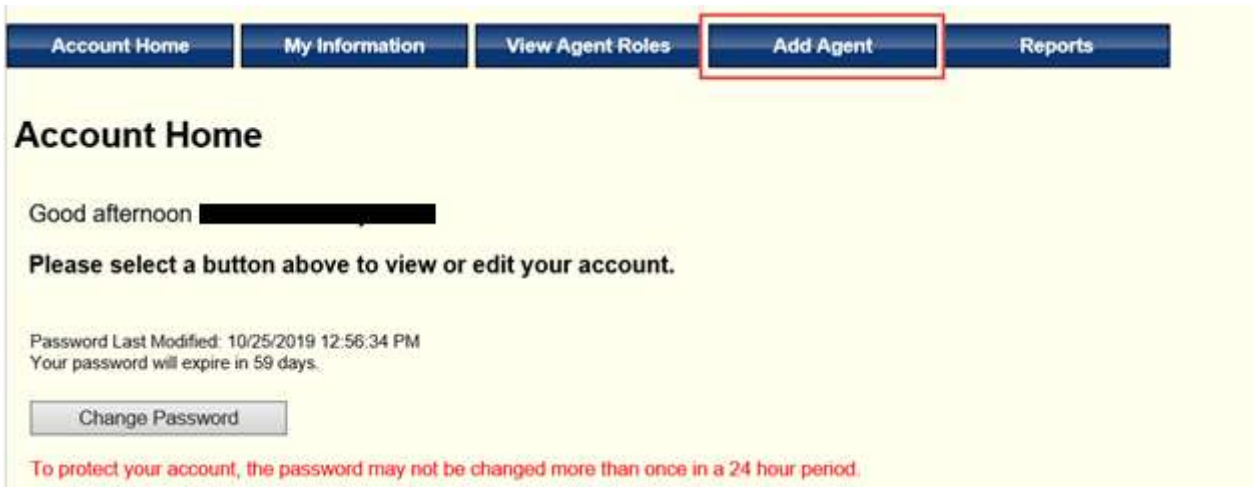 Account Home My Information View Agent Roles Add Agent Reports
Account Home
Good afternoon
Please select a button above to view or edit your account.
Password Last Modified: 10/25/2019 12:56:34 PM
Your password will expire in 59 days.
Change Password
To protect your account, the password may not be changed more than once in a 24 hour period.